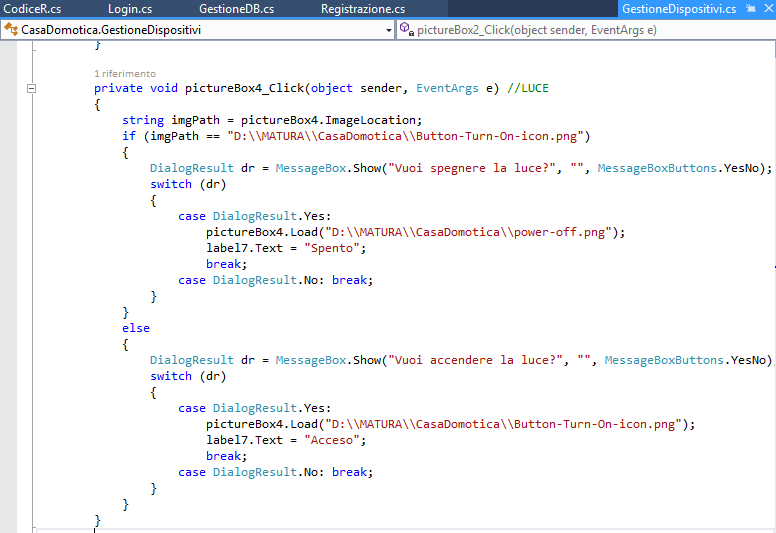 CodiceR.cs Login.cs GestioneDB.cs Registrazione.cs GestioneDispositivi.cs
CasaDomotica.GestioneDispositivi pictureBox2_Click(object sender, EventArgs e)
}
1 riferimento
private void pictureBox4_Click(object sender, EventArgs e) //LUCE
{
string imgPath = pictureBox4.ImageLocation;
if (imgPath == "D:\\MATURA\\CasaDomotica\\Button-Turn-On-icon.png")
{
DialogResult dr = MessageBox.Show("Vuoi spegnere la luce?", "", MessageBoxButtons.YesNo);
switch (dr)
{
case DialogResult.Yes:
pictureBox4.Load("D:\\MATURA\\CasaDomotica\\power-off.png");
label7.Text = "Spento";
break;
case DialogResult.No: break;
}
}
else
{
DialogResult dr = MessageBox.Show("Vuoi accendere la luce?", "", MessageBoxButtons.YesNo)
switch (dr)
{
case DialogResult.Yes:
pictureBox4.Load("D:\\MATURA\\CasaDomotica\\Button-Turn-On-icon.png");
label7.Text = "Acceso";
break;
case DialogResult.No: break;
}
}
}